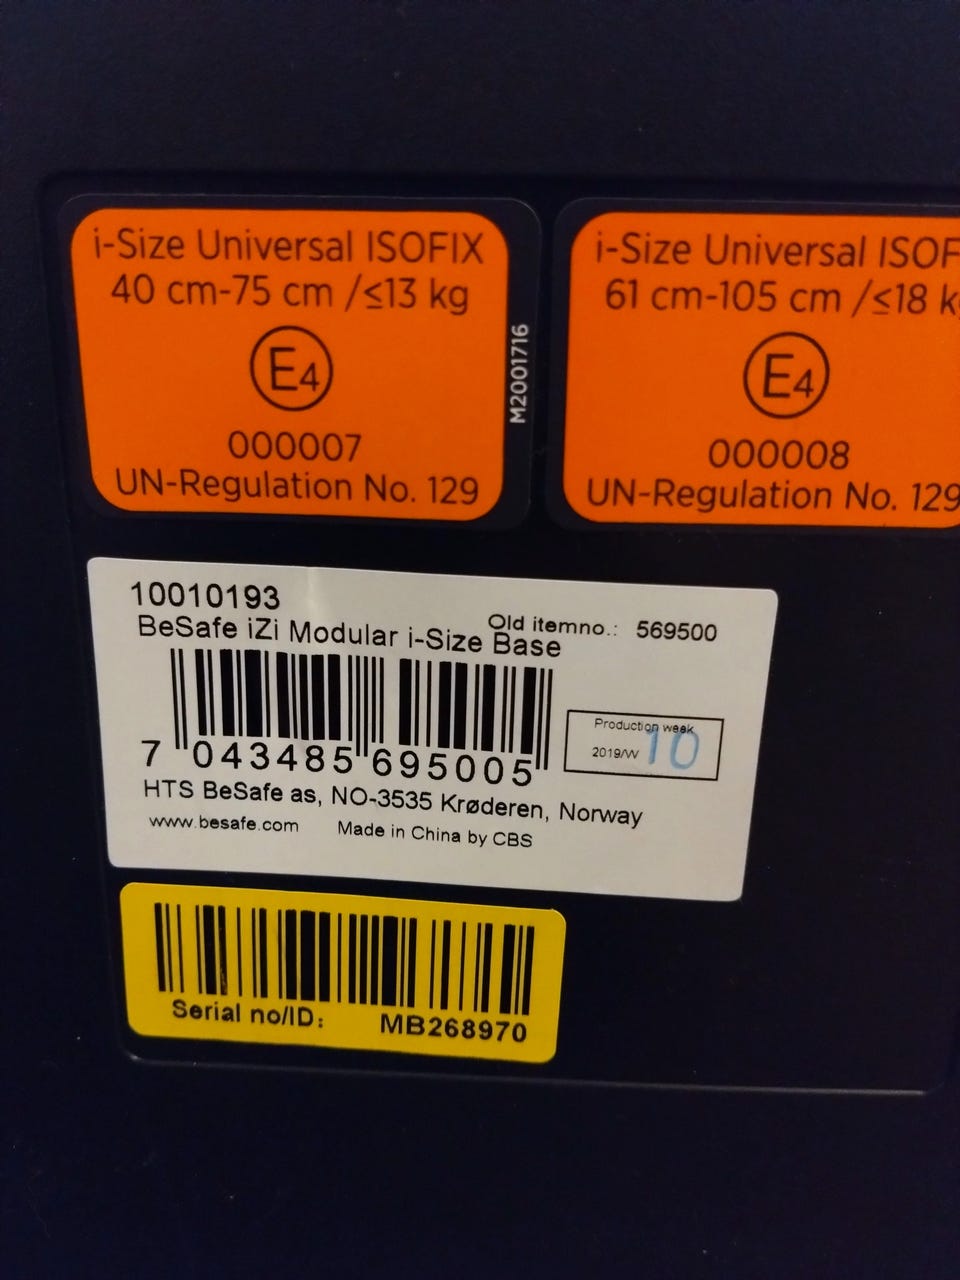 i-Size Universal ISOFIX
40 cm-75 cm /≤13 kg
E4
000007
UN-Regulation No. 129
M2001716
i-Size Universal ISOF
61 cm-105 cm /≤18 k
E4
000008
UN-Regulation No. 129
10010193
Old itemno.: 569500
BeSafe iZi Modular i-Size Base
7 043485 695005
Production week
2019/W 10
HTS BeSafe as, NO-3535 Krøderen, Norway
www.besafe.com Made in China by CBS
Serial no/ID: MB268970